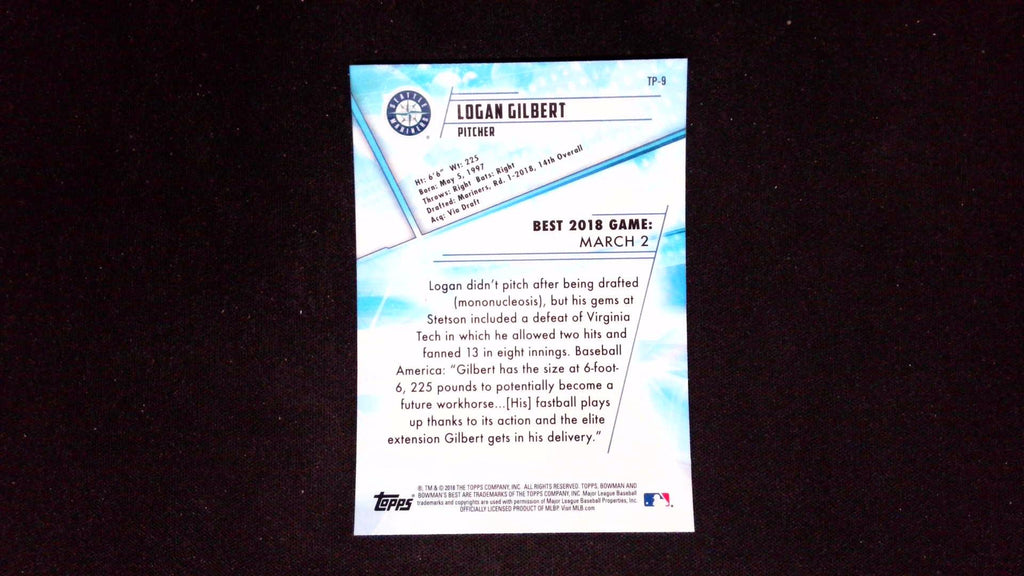 TP-9
SEATTLE
MARINERS
LOGAN GILBERT
PITCHER
Ht: 6'6" Wt: 225
Born: May 5, 1997
Throws: Right Bats: Right
Drafted: Mariners, Rd. 1-2018, 14th Overall
Acq: Via Draft
BEST 2018 GAME:
MARCH 2
Logan didn't pitch after being drafted
(mononucleosis), but his gems at
Stetson included a defeat of Virginia
Tech in which he allowed two hits and
fanned 13 in eight innings. Baseball
America: "Gilbert has the size at 6-foot-
6, 225 pounds to potentially become a
future workhorse...[His] fastball plays
up thanks to its action and the elite
extension Gilbert gets in his delivery."
topps
®, TM & © 2018 THE TOPPS COMPANY, INC. ALL RIGHTS RESERVED. TOPPS, BOWMAN AND
BOWMAN'S BEST ARE TRADEMARKS OF THE TOPPS COMPANY, INC. Major League Baseball
trademarks and copyrights are used with permission of Major League Baseball Properties, Inc.
OFFICIALLY LICENSED PRODUCT OF MLBP. Visit MLB.com